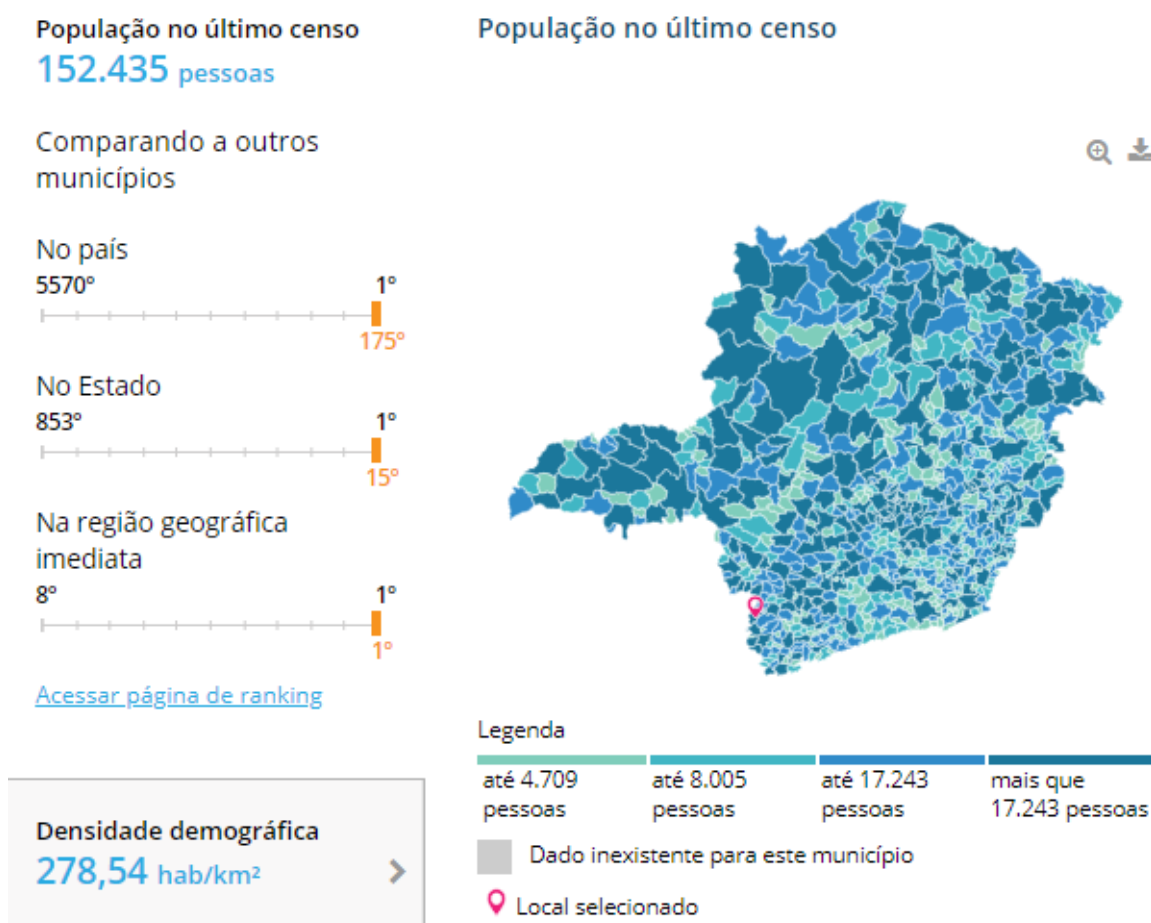 População no último censo
152.435 pessoas
Comparando a outros
municípios
No país
5570º 1º
175º
No Estado
853º 1º
15º
Na região geográfica
imediata
8º 1º
1º
Acessar página de ranking
Densidade demográfica
278,54 hab/km²
População no último censo
Legenda
até 4.709
pessoas
até 8.005
pessoas
até 17.243
pessoas
mais que
17.243 pessoas
Dado inexistente para este município
Local selecionado